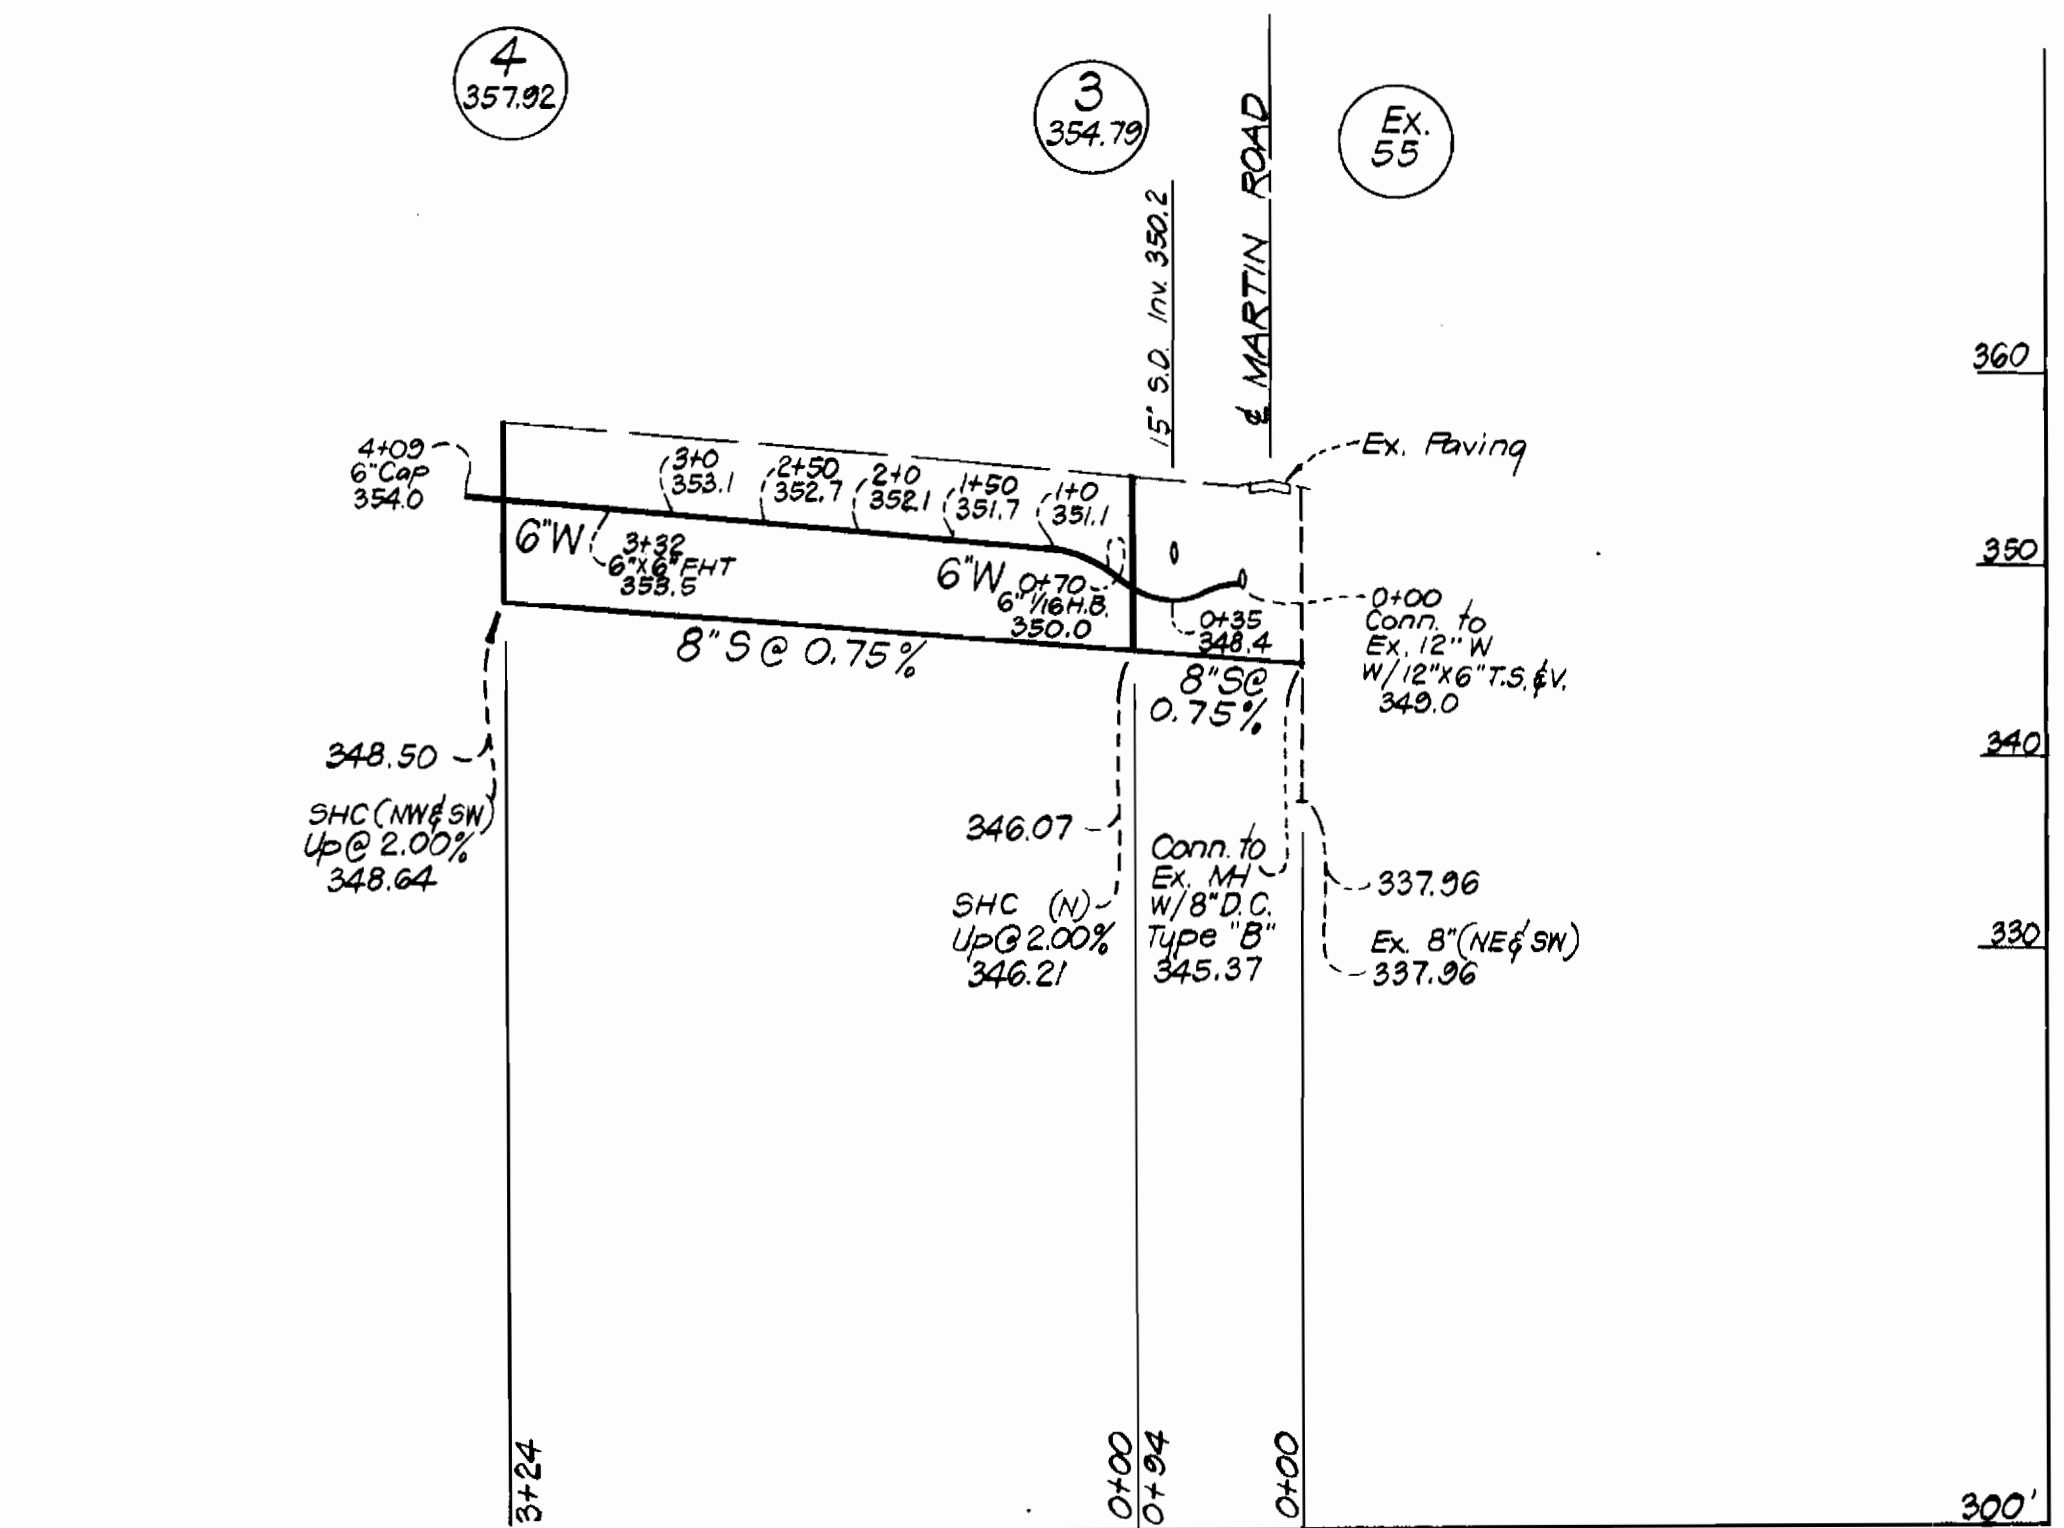 4
357.92
3
354.79
Ex.
55
15" S.D. Inv. 350.2
℄ MARTIN ROAD
360
350
340
330
300'
Ex. Paving
4+09
6" Cap
354.0
3+0
353.1
2+50
352.7
2+0
352.1
1+50
351.7
1+0
351.1
6"W
3+32
6"x6" FHT
353.5
6"W
0+70
6" 1/16 H.B.
350.0
0+35
348.4
0+00
Conn. to
Ex. 12" W
W/12"x6" T.S.&V.
349.0
8"S @ 0.75%
8"S@
0.75%
348.50
SHC (NW & SW)
Up @ 2.00%
348.64
346.07
SHC (N)
Up @ 2.00%
346.21
Conn. to
Ex. MH
W/8" D.C.
Type "B"
345.37
337.96
Ex. 8" (NE & SW)
337.96
3+24
0+00
0+94
0+00